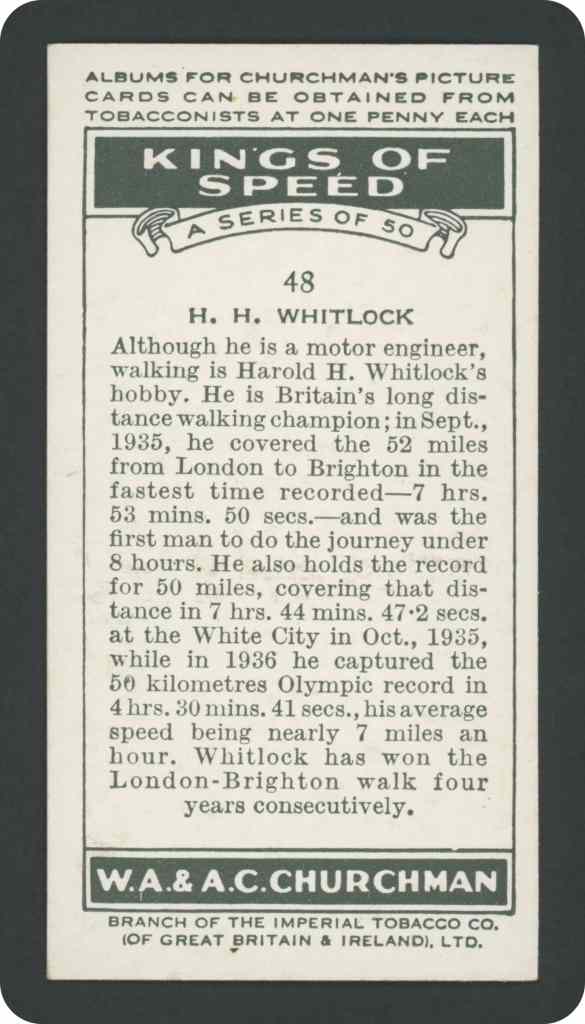 ALBUMS FOR CHURCHMAN'S PICTURE
CARDS CAN BE OBTAINED FROM
TOBACCONISTS AT ONE PENNY EACH
KINGS OF
SPEED
A SERIES OF 50
48
H. H. WHITLOCK
Although he is a motor engineer,
walking is Harold H. Whitlock's
hobby. He is Britain's long dis-
tance walking champion; in Sept.,
1935, he covered the 52 miles
from London to Brighton in the
fastest time recorded—7 hrs.
53 mins. 50 secs.—and was the
first man to do the journey under
8 hours. He also holds the record
for 50 miles, covering that dis-
tance in 7 hrs. 44 mins. 47·2 secs.
at the White City in Oct., 1935,
while in 1936 he captured the
50 kilometres Olympic record in
4 hrs. 30 mins. 41 secs., his average
speed being nearly 7 miles an
hour. Whitlock has won the
London-Brighton walk four
years consecutively.
W.A.& A.C.CHURCHMAN
BRANCH OF THE IMPERIAL TOBACCO CO.
(OF GREAT BRITAIN & IRELAND), LTD.